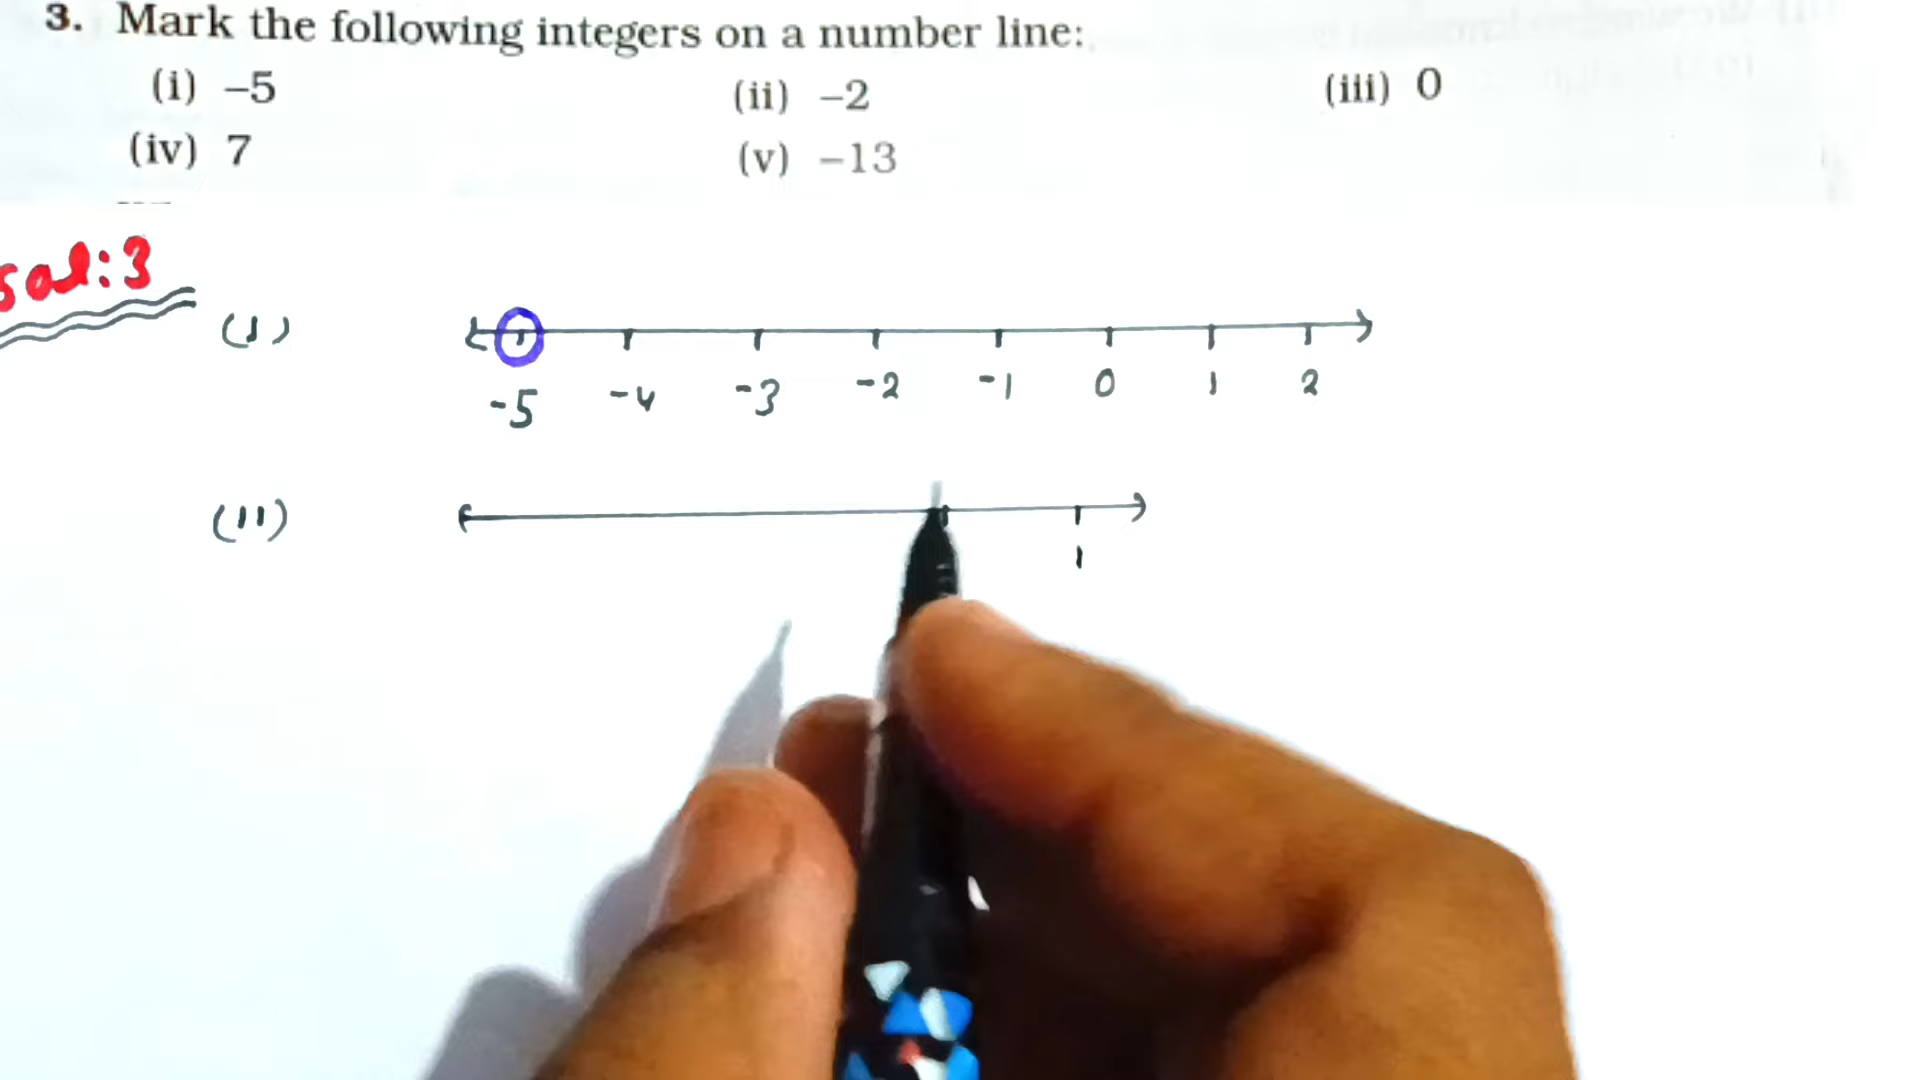 3. Mark the following integers on a number line:
(i) –5 (ii) –2 (iii) 0
(iv) 7 (v) –13
Sol:3
(I)
-5 -4 -3 -2 -1 0 1 2
(II)
1